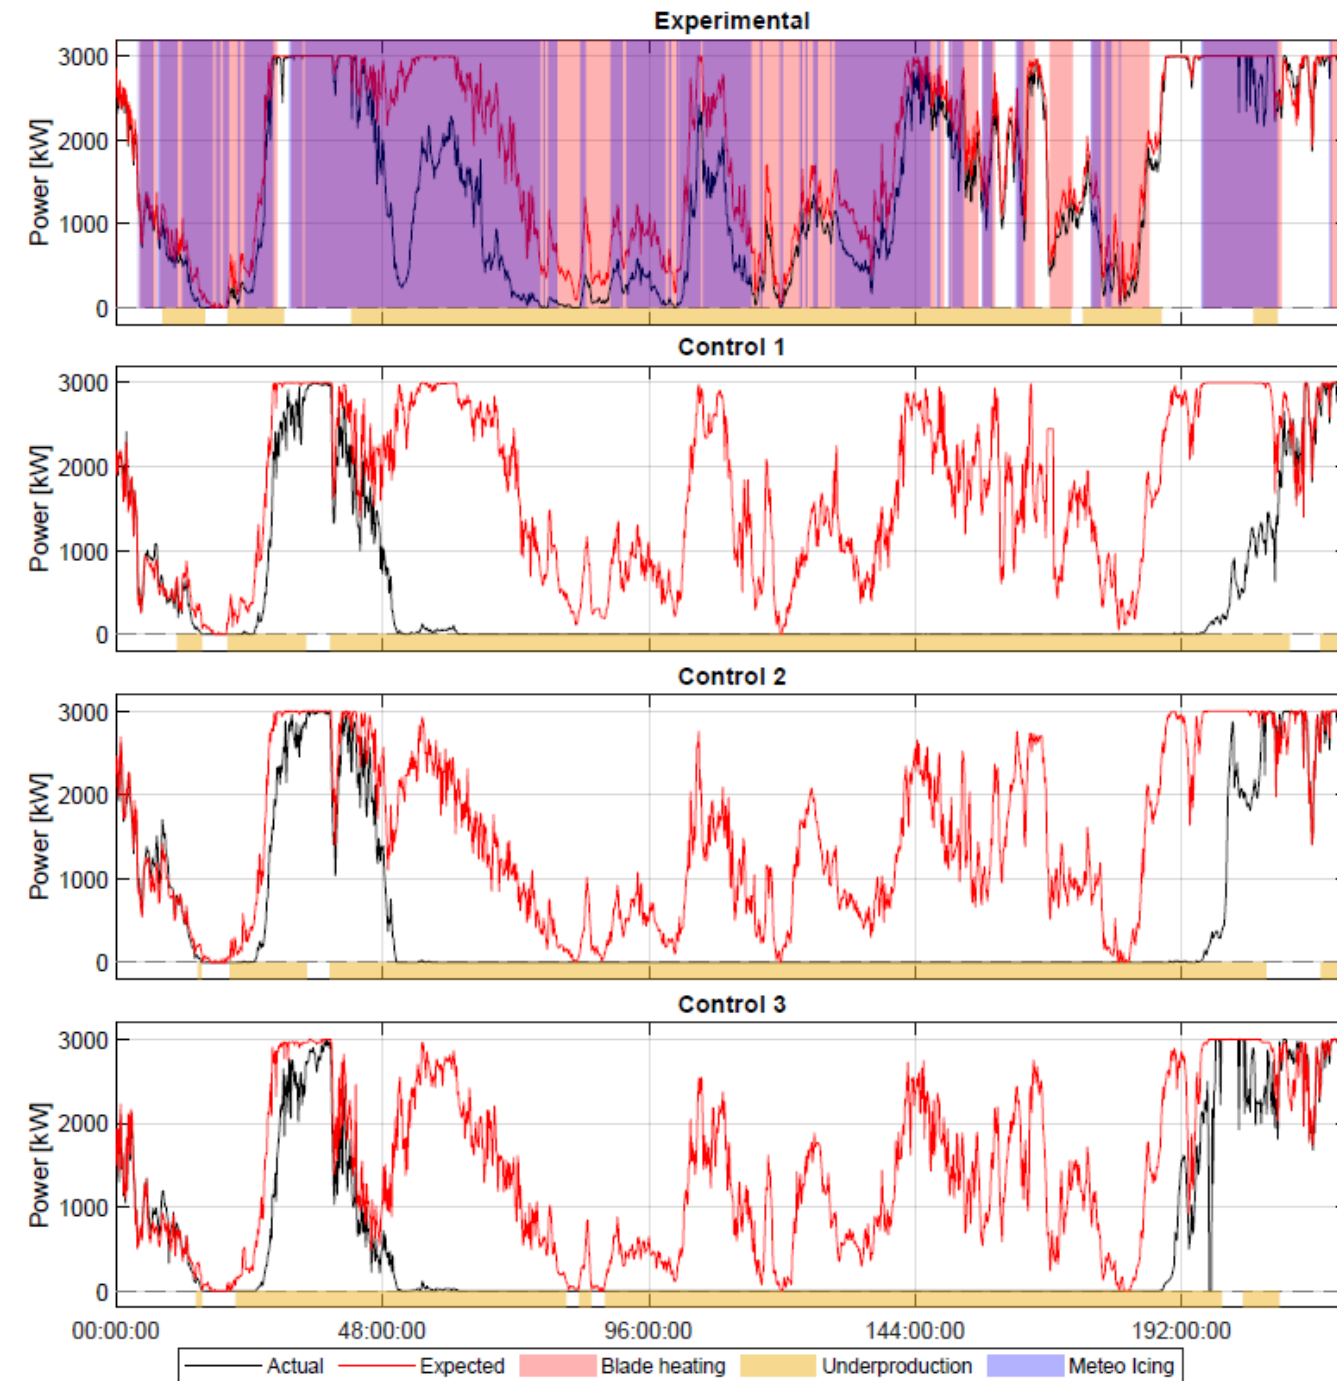 Experimental
3000
2000
1000
0
Power [kW]
Control 1
3000
2000
1000
0
Power [kW]
Control 2
3000
2000
1000
0
Power [kW]
Control 3
3000
2000
1000
0
Power [kW]
00:00:00 48:00:00 96:00:00 144:00:00 192:00:00
Actual Expected Blade heating Underproduction Meteo Icing